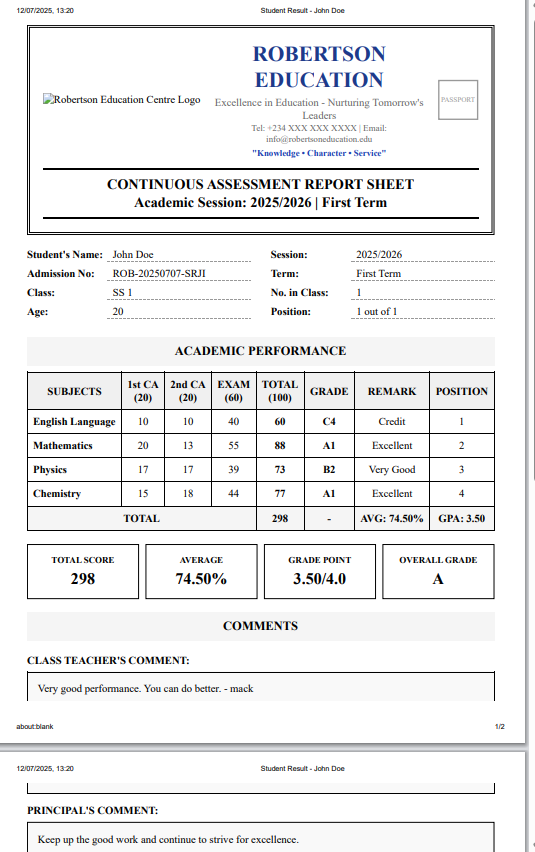 12/07/2025, 13:20 Student Result - John Doe
Robertson Education Centre Logo
ROBERTSON
EDUCATION
Excellence in Education - Nurturing Tomorrow's
Leaders
Tel: +234 XXX XXX XXXX | Email:
info@robertsoneducation.edu
"Knowledge • Character • Service"
PASSPORT
CONTINUOUS ASSESSMENT REPORT SHEET
Academic Session: 2025/2026 | First Term
Student's Name: John Doe Session: 2025/2026
Admission No: ROB-20250707-SRJI Term: First Term
Class: SS 1 No. in Class: 1
Age: 20 Position: 1 out of 1
ACADEMIC PERFORMANCE
SUBJECTS 1st CA (20) 2nd CA (20) EXAM (60) TOTAL (100) GRADE REMARK POSITION
English Language 10 10 40 60 C4 Credit 1
Mathematics 20 13 55 88 A1 Excellent 2
Physics 17 17 39 73 B2 Very Good 3
Chemistry 15 18 44 77 A1 Excellent 4
TOTAL 298 - AVG: 74.50% GPA: 3.50
TOTAL SCORE AVERAGE GRADE POINT OVERALL GRADE
298 74.50% 3.50/4.0 A
COMMENTS
CLASS TEACHER'S COMMENT:
Very good performance. You can do better. - mack
about:blank 1/2
12/07/2025, 13:20 Student Result - John Doe
PRINCIPAL'S COMMENT:
Keep up the good work and continue to strive for excellence.